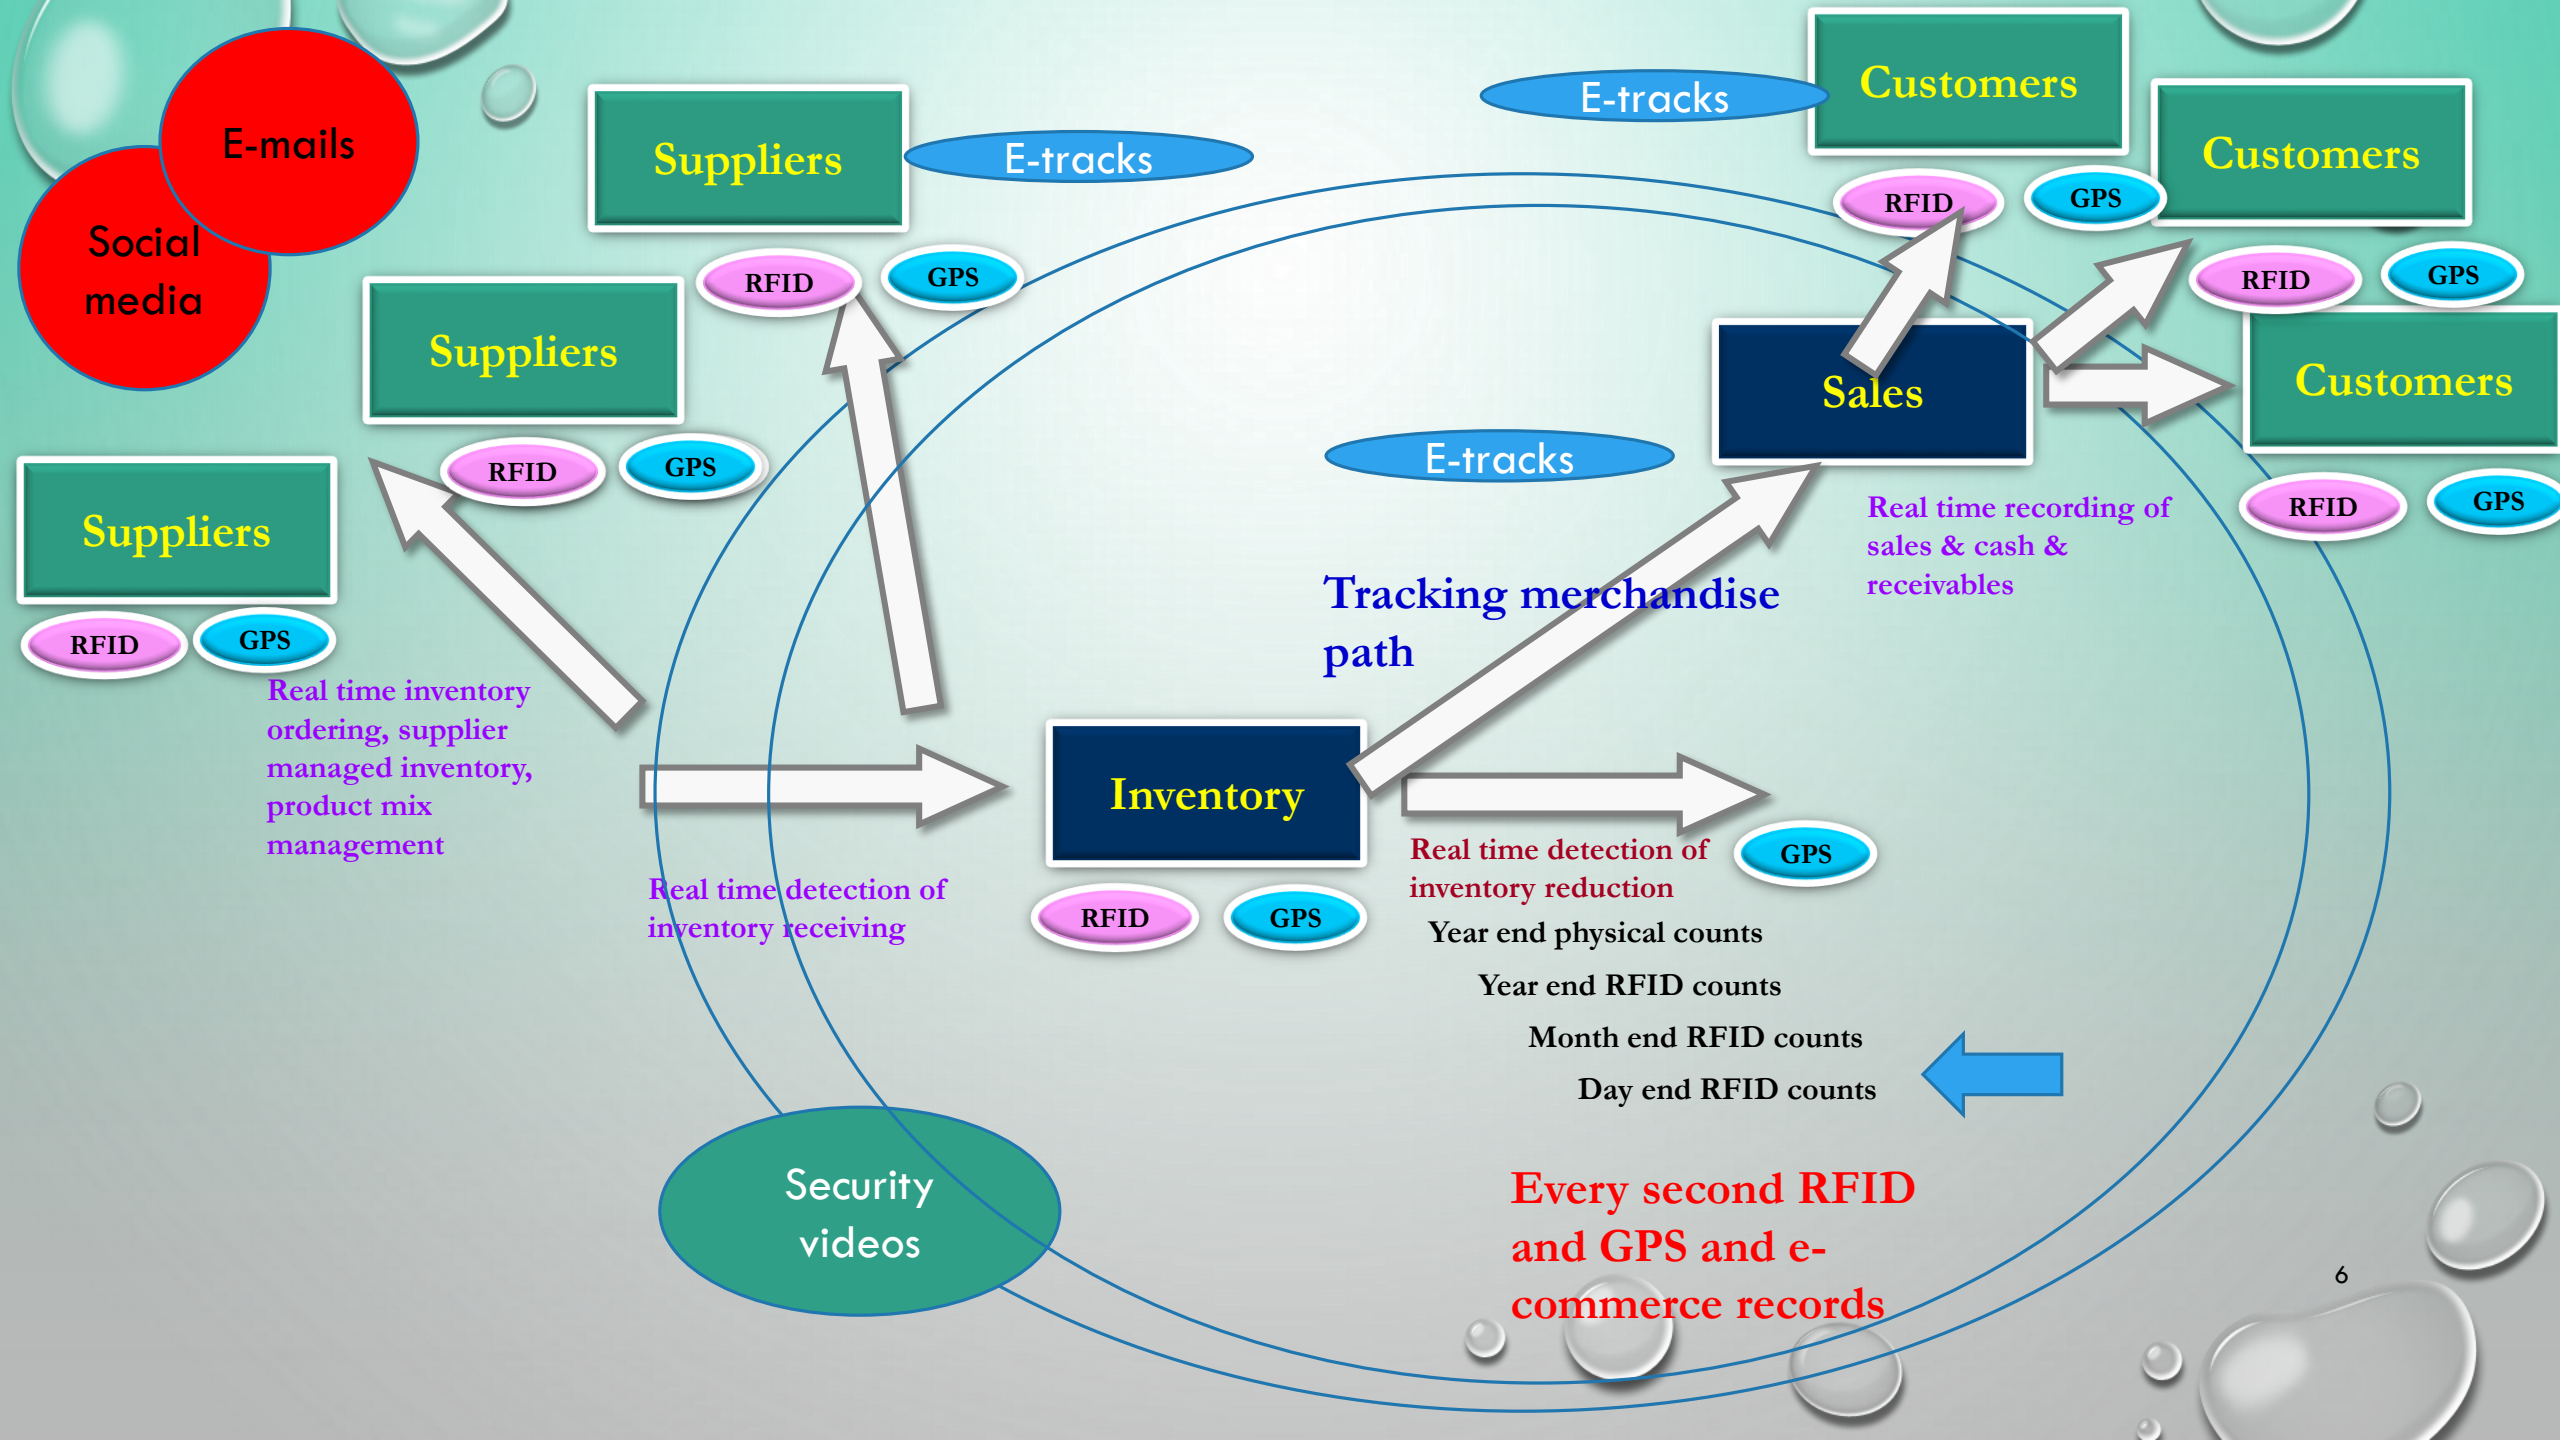 E-mails
Social
media
Suppliers
E-tracks
RFID
GPS
Suppliers
RFID
GPS
Suppliers
RFID
GPS
Real time inventory
ordering, supplier
managed inventory,
product mix
management
Real time detection of
inventory receiving
Inventory
RFID
GPS
Security
videos
E-tracks
Customers
RFID
GPS
Customers
RFID
GPS
Customers
RFID
GPS
Sales
E-tracks
Tracking merchandise
path
Real time recording of
sales & cash &
receivables
Real time detection of
inventory reduction
GPS
Year end physical counts
Year end RFID counts
Month end RFID counts
Day end RFID counts
Every second RFID
and GPS and e-
commerce records
6